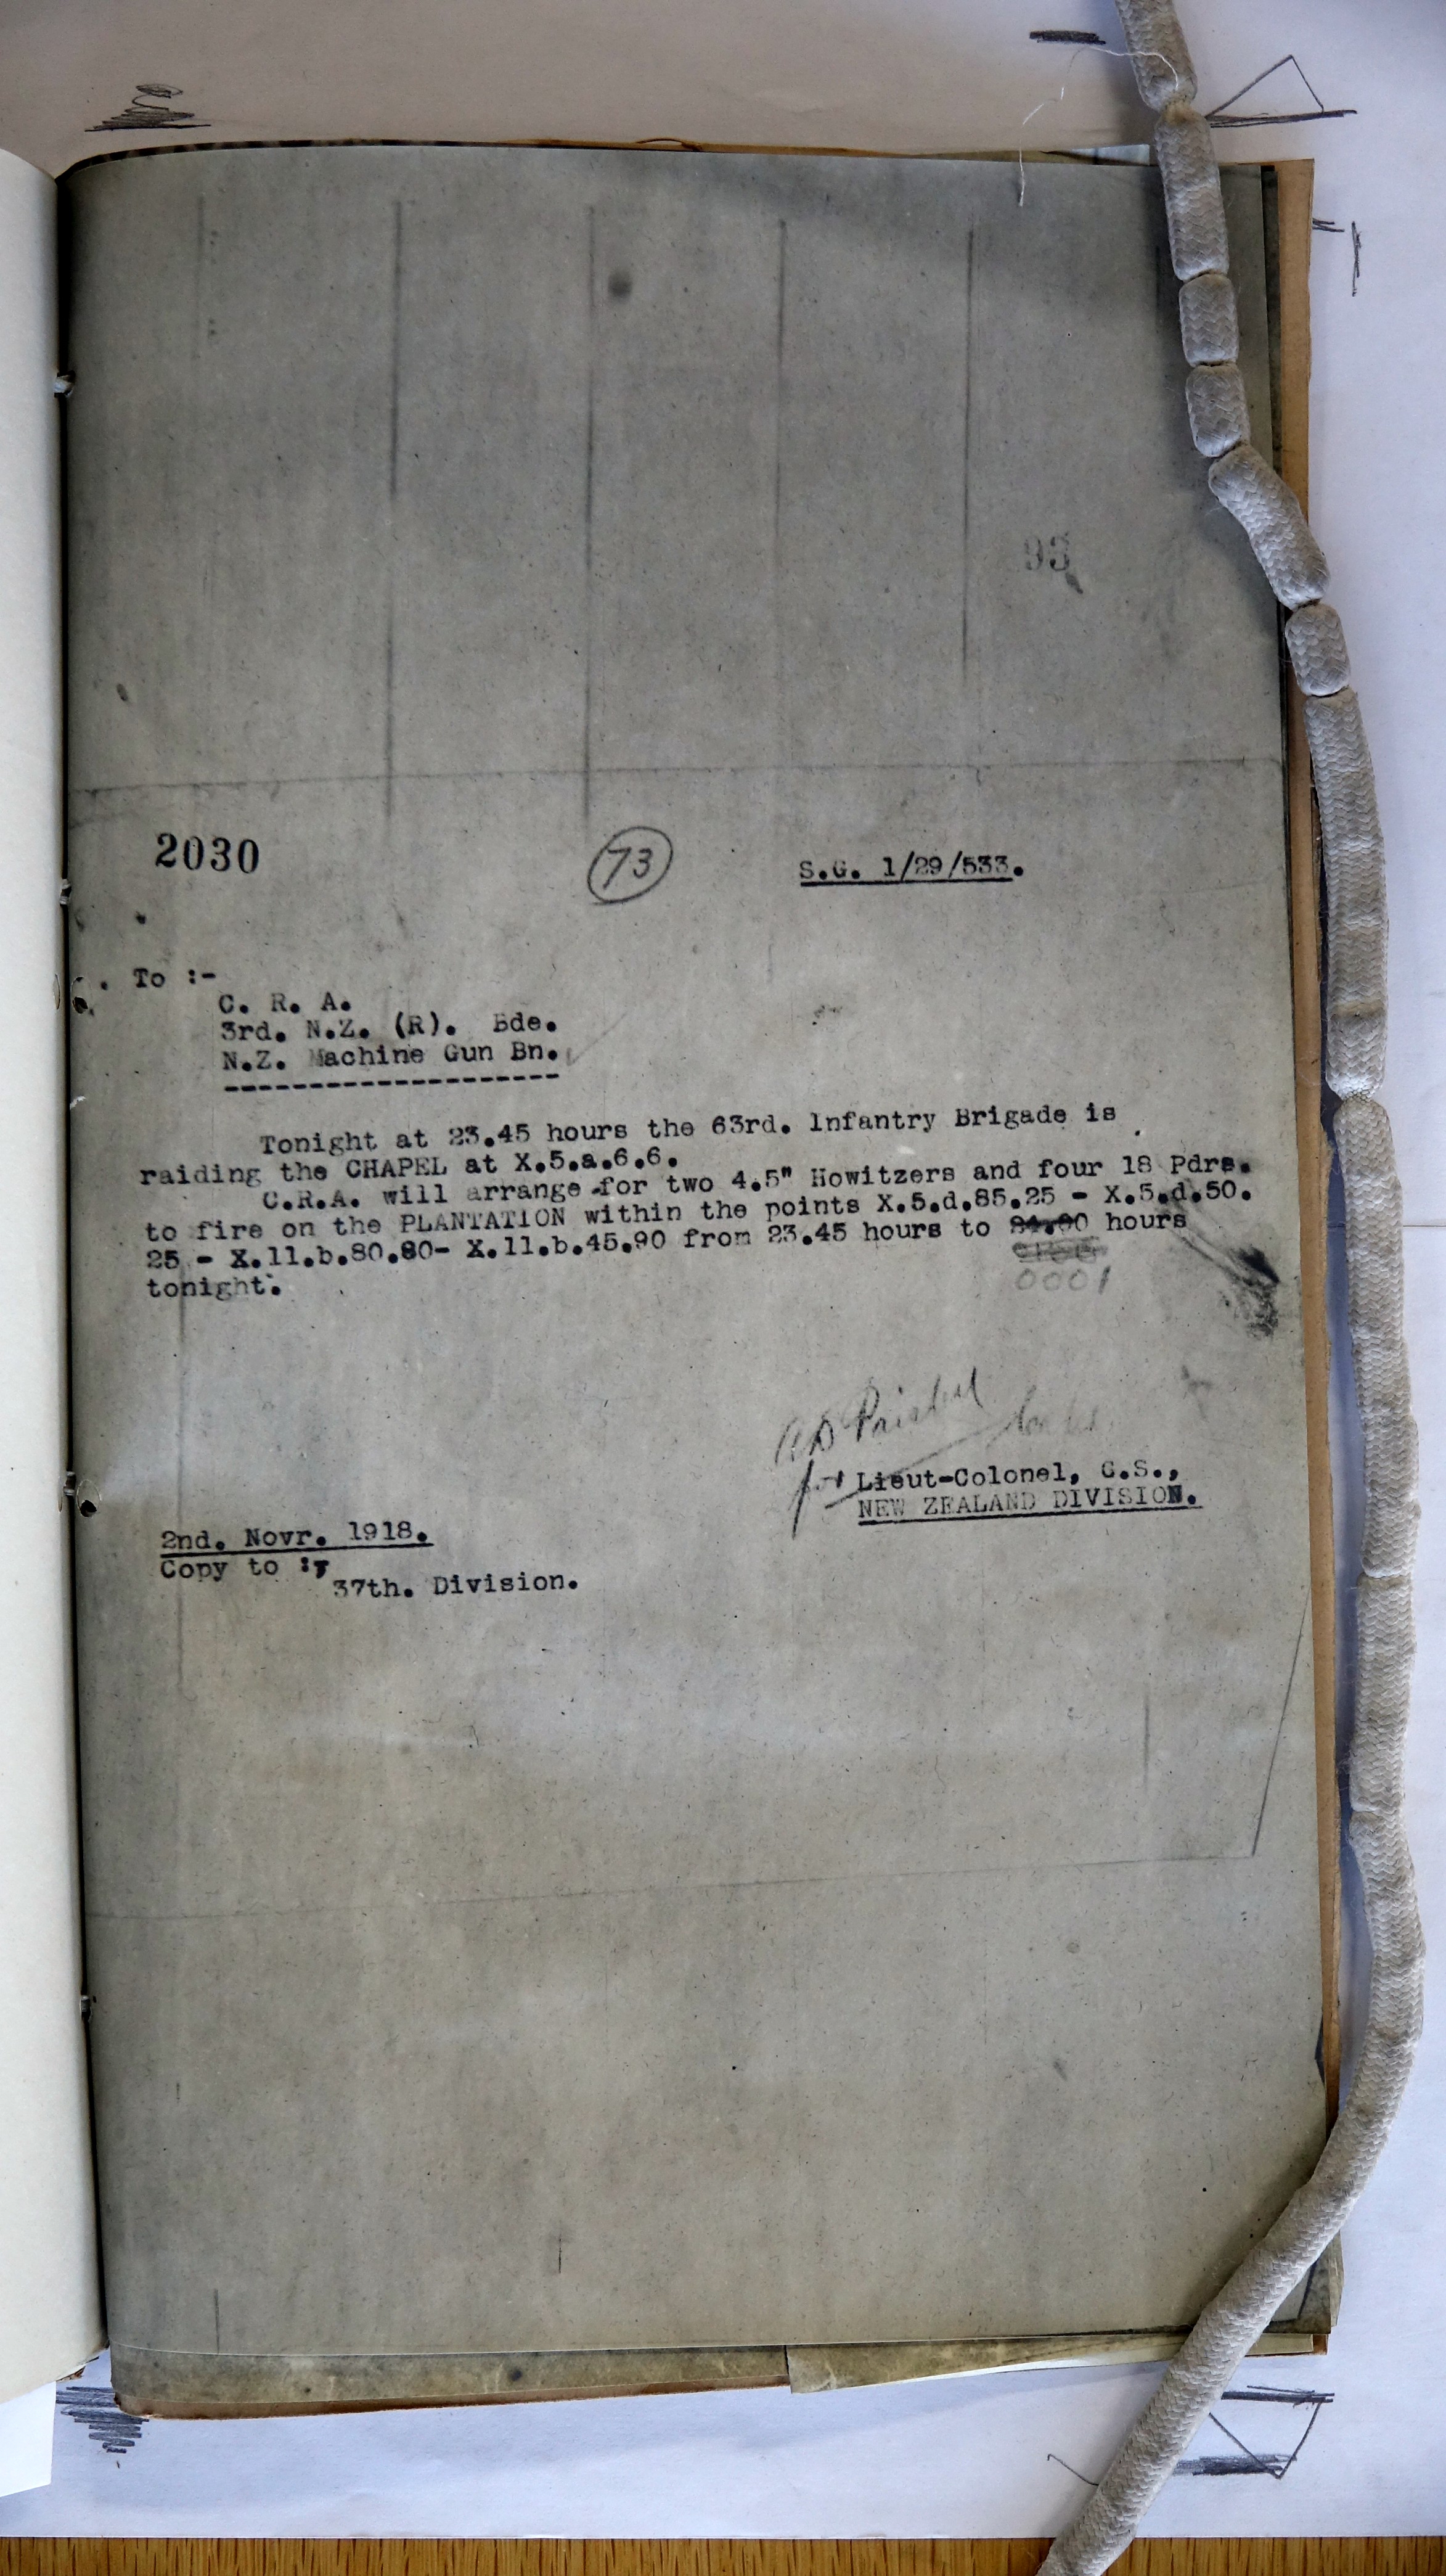 93
2030
73
S.G. 1/29/533.
To :-
C. R. A.
3rd. N.Z. (R). Bde.
N.Z. Machine Gun Bn.
--------------------
Tonight at 23.45 hours the 63rd. Infantry Brigade is
raiding the CHAPEL at X.5.a.6.6.
C.R.A. will arrange for two 4.5" Howitzers and four 18 Pdrs.
to fire on the PLANTATION within the points X.5.d.85.25 - X.5.d.50.
25 - X.11.b.80.80- X.11.b.45.90 from 23.45 hours to 24.00 hours
0001
tonight.
for Lieut-Colonel, G.S.,
NEW ZEALAND DIVISION.
2nd. Novr. 1918.
Copy to :-
37th. Division.